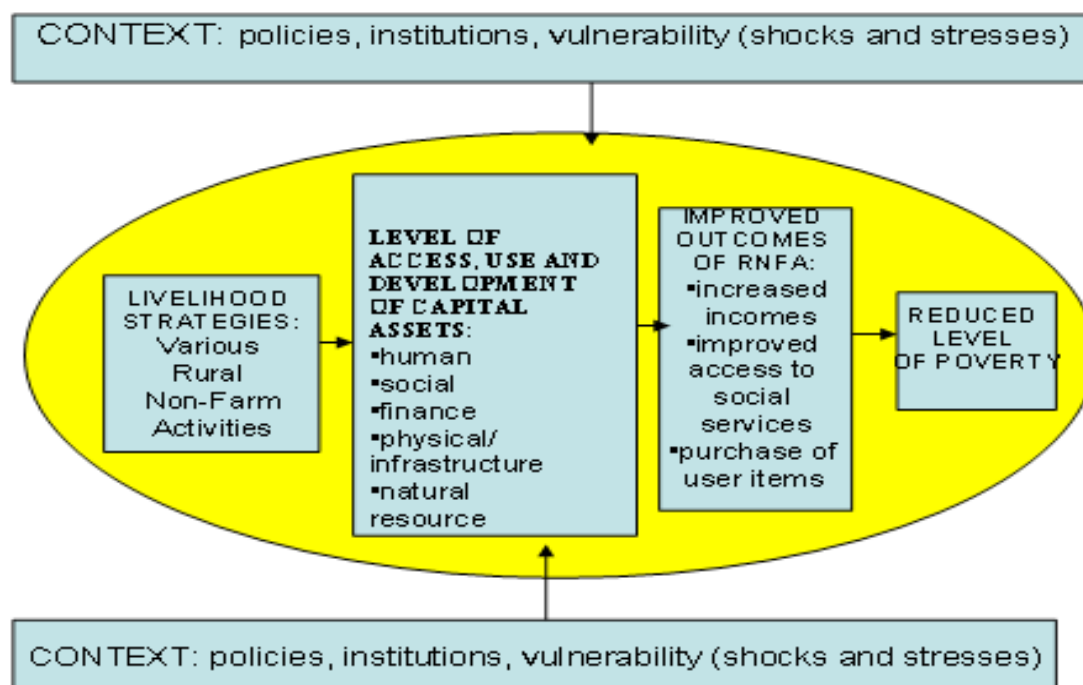 CONTEXT: policies, institutions, vulnerability (shocks and stresses)
LIVELIHOOD
STRATEGIES:
Various
Rural
Non-Farm
Activities
LEVEL OF
ACCESS, USE AND
DEVELOPMENT
OF CAPITAL
ASSETS:
▪human
▪social
▪finance
▪physical/
infrastructure
▪natural
resource
IMPROVED
OUTCOMES
OF RNFA:
▪increased
incomes
▪improved
access to
social
services
▪purchase of
user items
REDUCED
LEVEL
OF POVERTY
CONTEXT: policies, institutions, vulnerability (shocks and stresses)